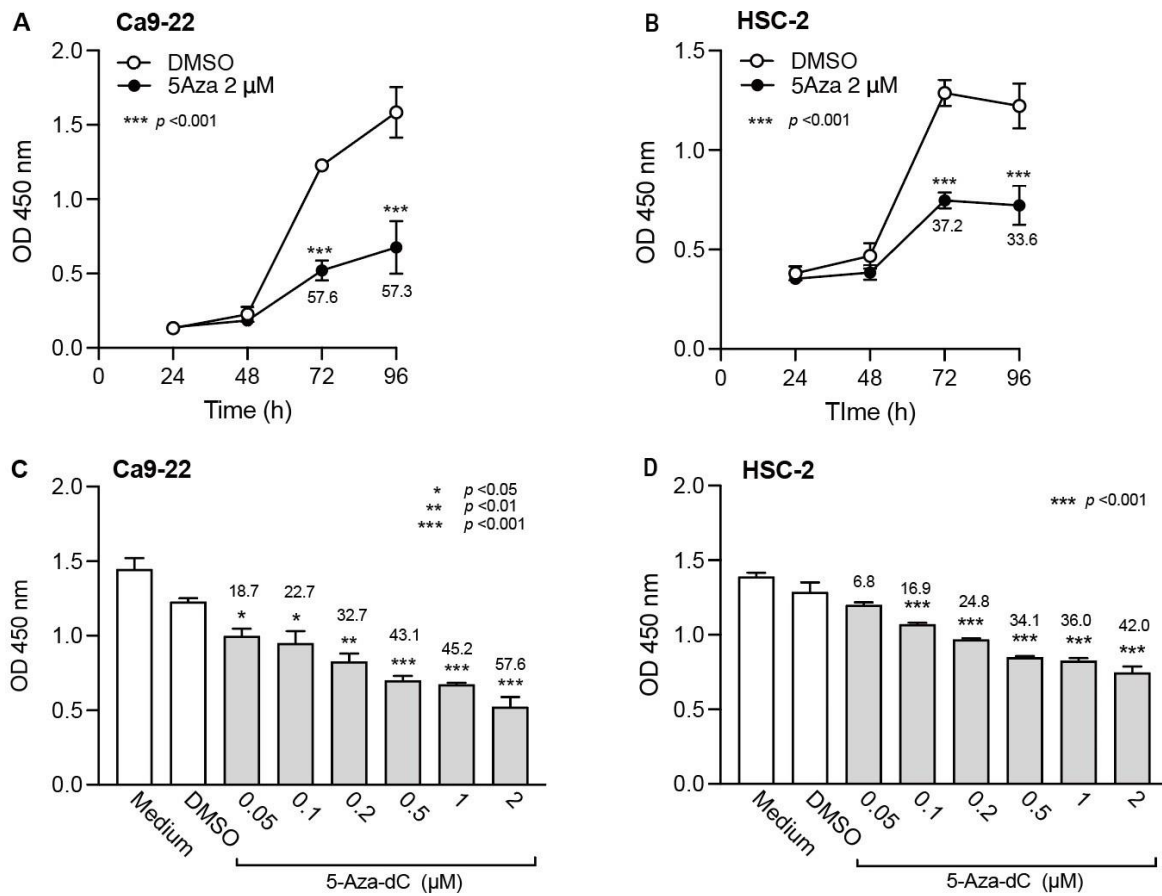 A Ca9-22
2.0
DMSO
5Aza 2 µM
*** p <0.001
1.5
1.0
0.5
0.0
OD 450 nm
***
***
57.6
57.3
0 24 48 72 96
Time (h)
B HSC-2
1.5
DMSO
5Aza 2 µM
*** p <0.001
1.0
0.5
0.0
OD 450 nm
***
***
37.2
33.6
0 24 48 72 96
TIme (h)
C Ca9-22
2.0
* p <0.05
** p <0.01
*** p <0.001
1.5
1.0
0.5
0.0
OD 450 nm
18.7 22.7 32.7 43.1 45.2 57.6
* * ** *** *** ***
Medium DMSO 0.05 0.1 0.2 0.5 1 2
5-Aza-dC (µM)
D HSC-2
2.0
*** p <0.001
1.5
1.0
0.5
0.0
OD 450 nm
6.8 16.9 24.8 34.1 36.0 42.0
*** *** *** *** ***
Medium DMSO 0.05 0.1 0.2 0.5 1 2
5-Aza-dC (µM)